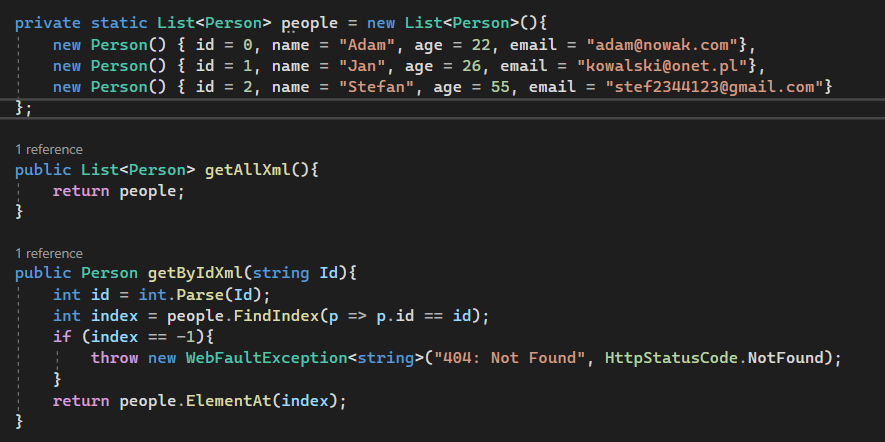 private static List<Person> people = new List<Person>(){
new Person() { id = 0, name = "Adam", age = 22, email = "adam@nowak.com"},
new Person() { id = 1, name = "Jan", age = 26, email = "kowalski@onet.pl"},
new Person() { id = 2, name = "Stefan", age = 55, email = "stef2344123@gmail.com"}
};
1 reference
public List<Person> getAllXml(){
return people;
}
1 reference
public Person getByIdXml(string Id){
int id = int.Parse(Id);
int index = people.FindIndex(p => p.id == id);
if (index == -1){
throw new WebFaultException<string>("404: Not Found", HttpStatusCode.NotFound);
}
return people.ElementAt(index);
}